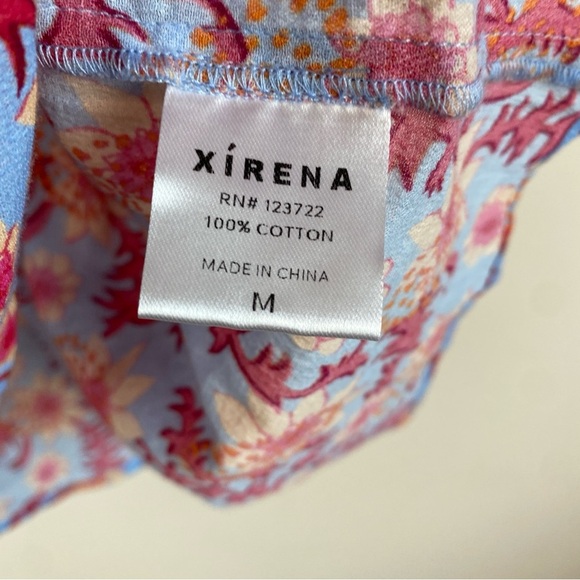 XíRENA
RN# 123722
100% COTTON
MADE IN CHINA
M